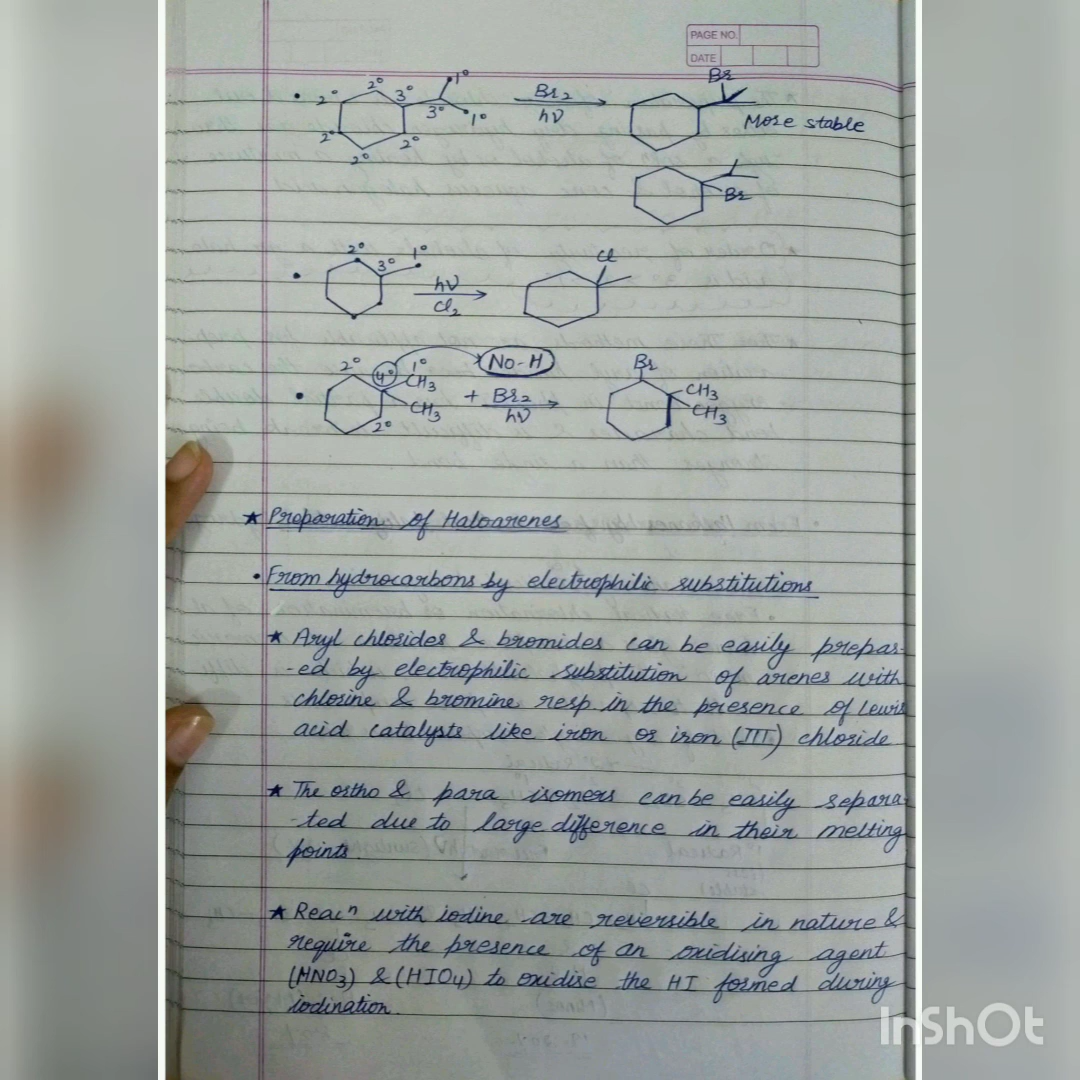 PAGE NO.
DATE
• 2° 2° 3° 1° 3° 1° 2° 2° 2° Br₂ hν Br
More stable
Br
• 2° 3° 1° hν Cl₂ Cl
• 2° 4° 1° CH₃ CH₃ 2° No-H + Br₂ hν Br CH₃ CH₃
★ Preparation of Haloarenes
• From hydrocarbons by electrophilic substitutions
★ Aryl chlorides & bromides can be easily prepar-
-ed by electrophilic substitution of arenes with
chlorine & bromine resp. in the presence of Lewis
acid catalysts like iron or iron (III) chloride
★ The ortho & para isomers can be easily separa-
-ted due to large difference in their melting
points.
★ Reacⁿ with iodine are reversible in nature &
require the presence of an oxidising agent
(HNO₃) & (HIO₄) to oxidise the HI formed during
iodination.
InShOt